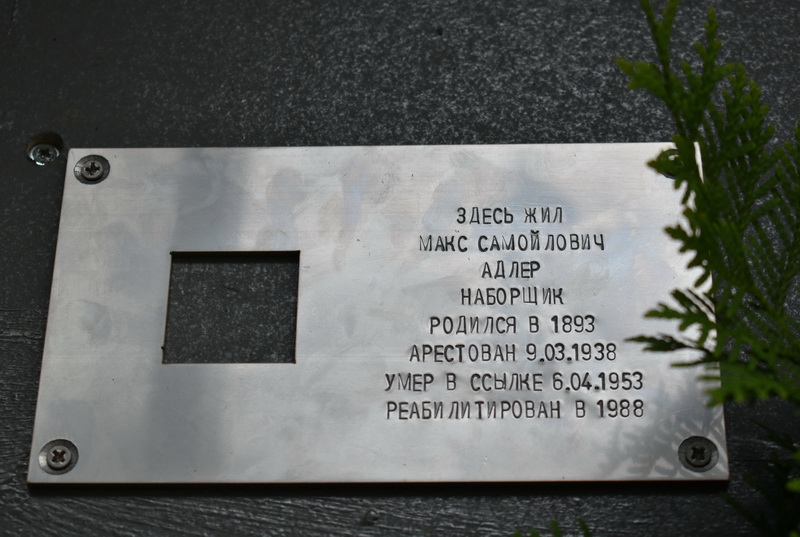 ЗДЕСЬ ЖИЛ
МАКС САМОЙЛОВИЧ
АДЛЕР
НАБОРЩИК
РОДИЛСЯ В 1893
АРЕСТОВАН 9.03.1938
УМЕР В ССЫЛКЕ 6.04.1953
РЕАБИЛИТИРОВАН В 1988